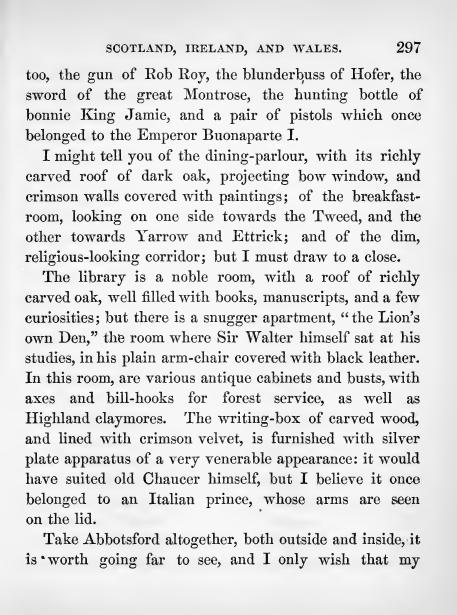 SCOTLAND, IRELAND, AND WALES. 297
too, the gun of Rob Roy, the blunderbuss of Hofer, the
sword of the great Montrose, the hunting bottle of
bonnie King Jamie, and a pair of pistols which once
belonged to the Emperor Buonaparte I.
I might tell you of the dining-parlour, with its richly
carved roof of dark oak, projecting bow window, and
crimson walls covered with paintings; of the breakfast-
room, looking on one side towards the Tweed, and the
other towards Yarrow and Ettrick; and of the dim,
religious-looking corridor; but I must draw to a close.
The library is a noble room, with a roof of richly
carved oak, well filled with books, manuscripts, and a few
curiosities; but there is a snugger apartment, "the Lion's
own Den," the room where Sir Walter himself sat at his
studies, in his plain arm-chair covered with black leather.
In this room, are various antique cabinets and busts, with
axes and bill-hooks for forest service, as well as
Highland claymores. The writing-box of carved wood,
and lined with crimson velvet, is furnished with silver
plate apparatus of a very venerable appearance: it would
have suited old Chaucer himself, but I believe it once
belonged to an Italian prince, whose arms are seen
on the lid.
Take Abbotsford altogether, both outside and inside, it
is worth going far to see, and I only wish that my